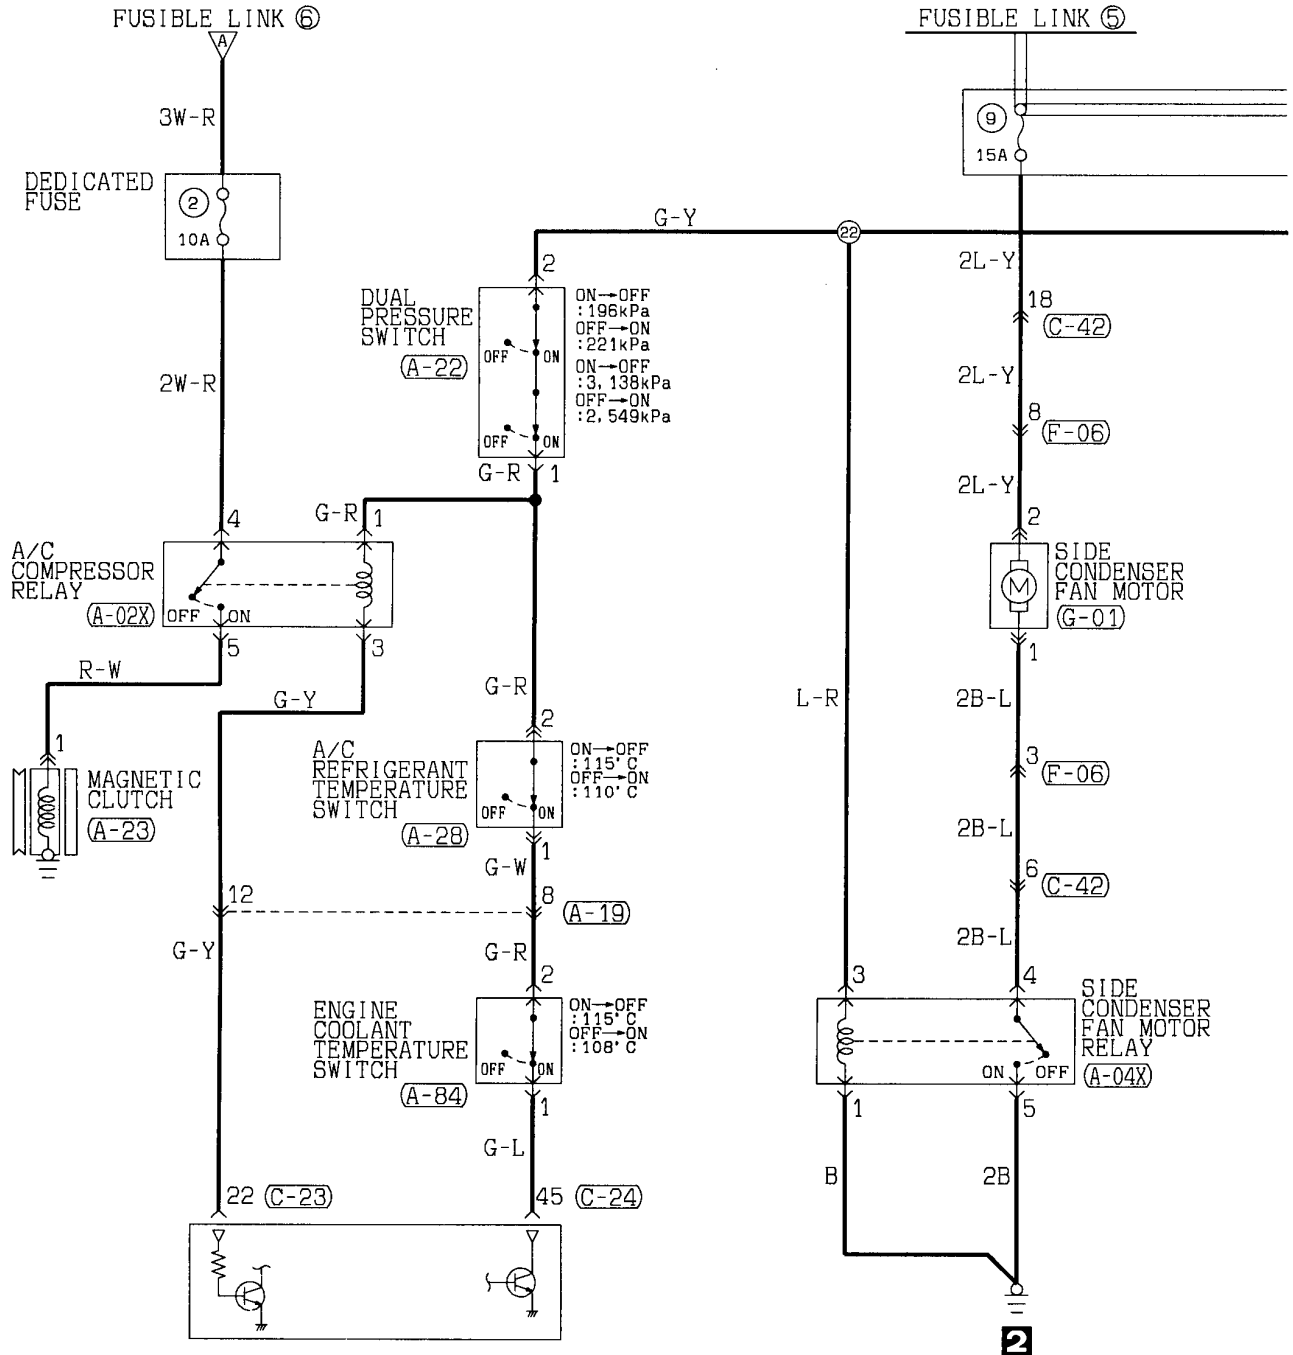 FUSIBLE LINK ⑥
A
3W-R
DEDICATED
FUSE
2
10A
2W-R
4
A/C
COMPRESSOR
RELAY
A-02X
OFF
ON
5
R-W
1
MAGNETIC
CLUTCH
A-23
G-R
1
3
G-Y
12
G-Y
22
C-23
G-Y
22
2
DUAL
PRESSURE
SWITCH
A-22
OFF
ON
OFF
ON
ON→OFF
:196kPa
OFF→ON
:221kPa
ON→OFF
:3,138kPa
OFF→ON
:2,549kPa
G-R
1
G-R
2
A/C
REFRIGERANT
TEMPERATURE
SWITCH
A-28
OFF
ON
ON→OFF
:115°C
OFF→ON
:110°C
1
G-W
8
A-19
G-R
2
ENGINE
COOLANT
TEMPERATURE
SWITCH
A-84
OFF
ON
ON→OFF
:115°C
OFF→ON
:108°C
1
G-L
45
C-24
FUSIBLE LINK ⑤
9
15A
2L-Y
18
C-42
2L-Y
8
F-06
2L-Y
2
M
SIDE
CONDENSER
FAN MOTOR
G-01
1
L-R
2B-L
3
F-06
2B-L
6
C-42
2B-L
3
4
SIDE
CONDENSER
FAN MOTOR
RELAY
A-04X
ON
OFF
1
5
B
2B
2